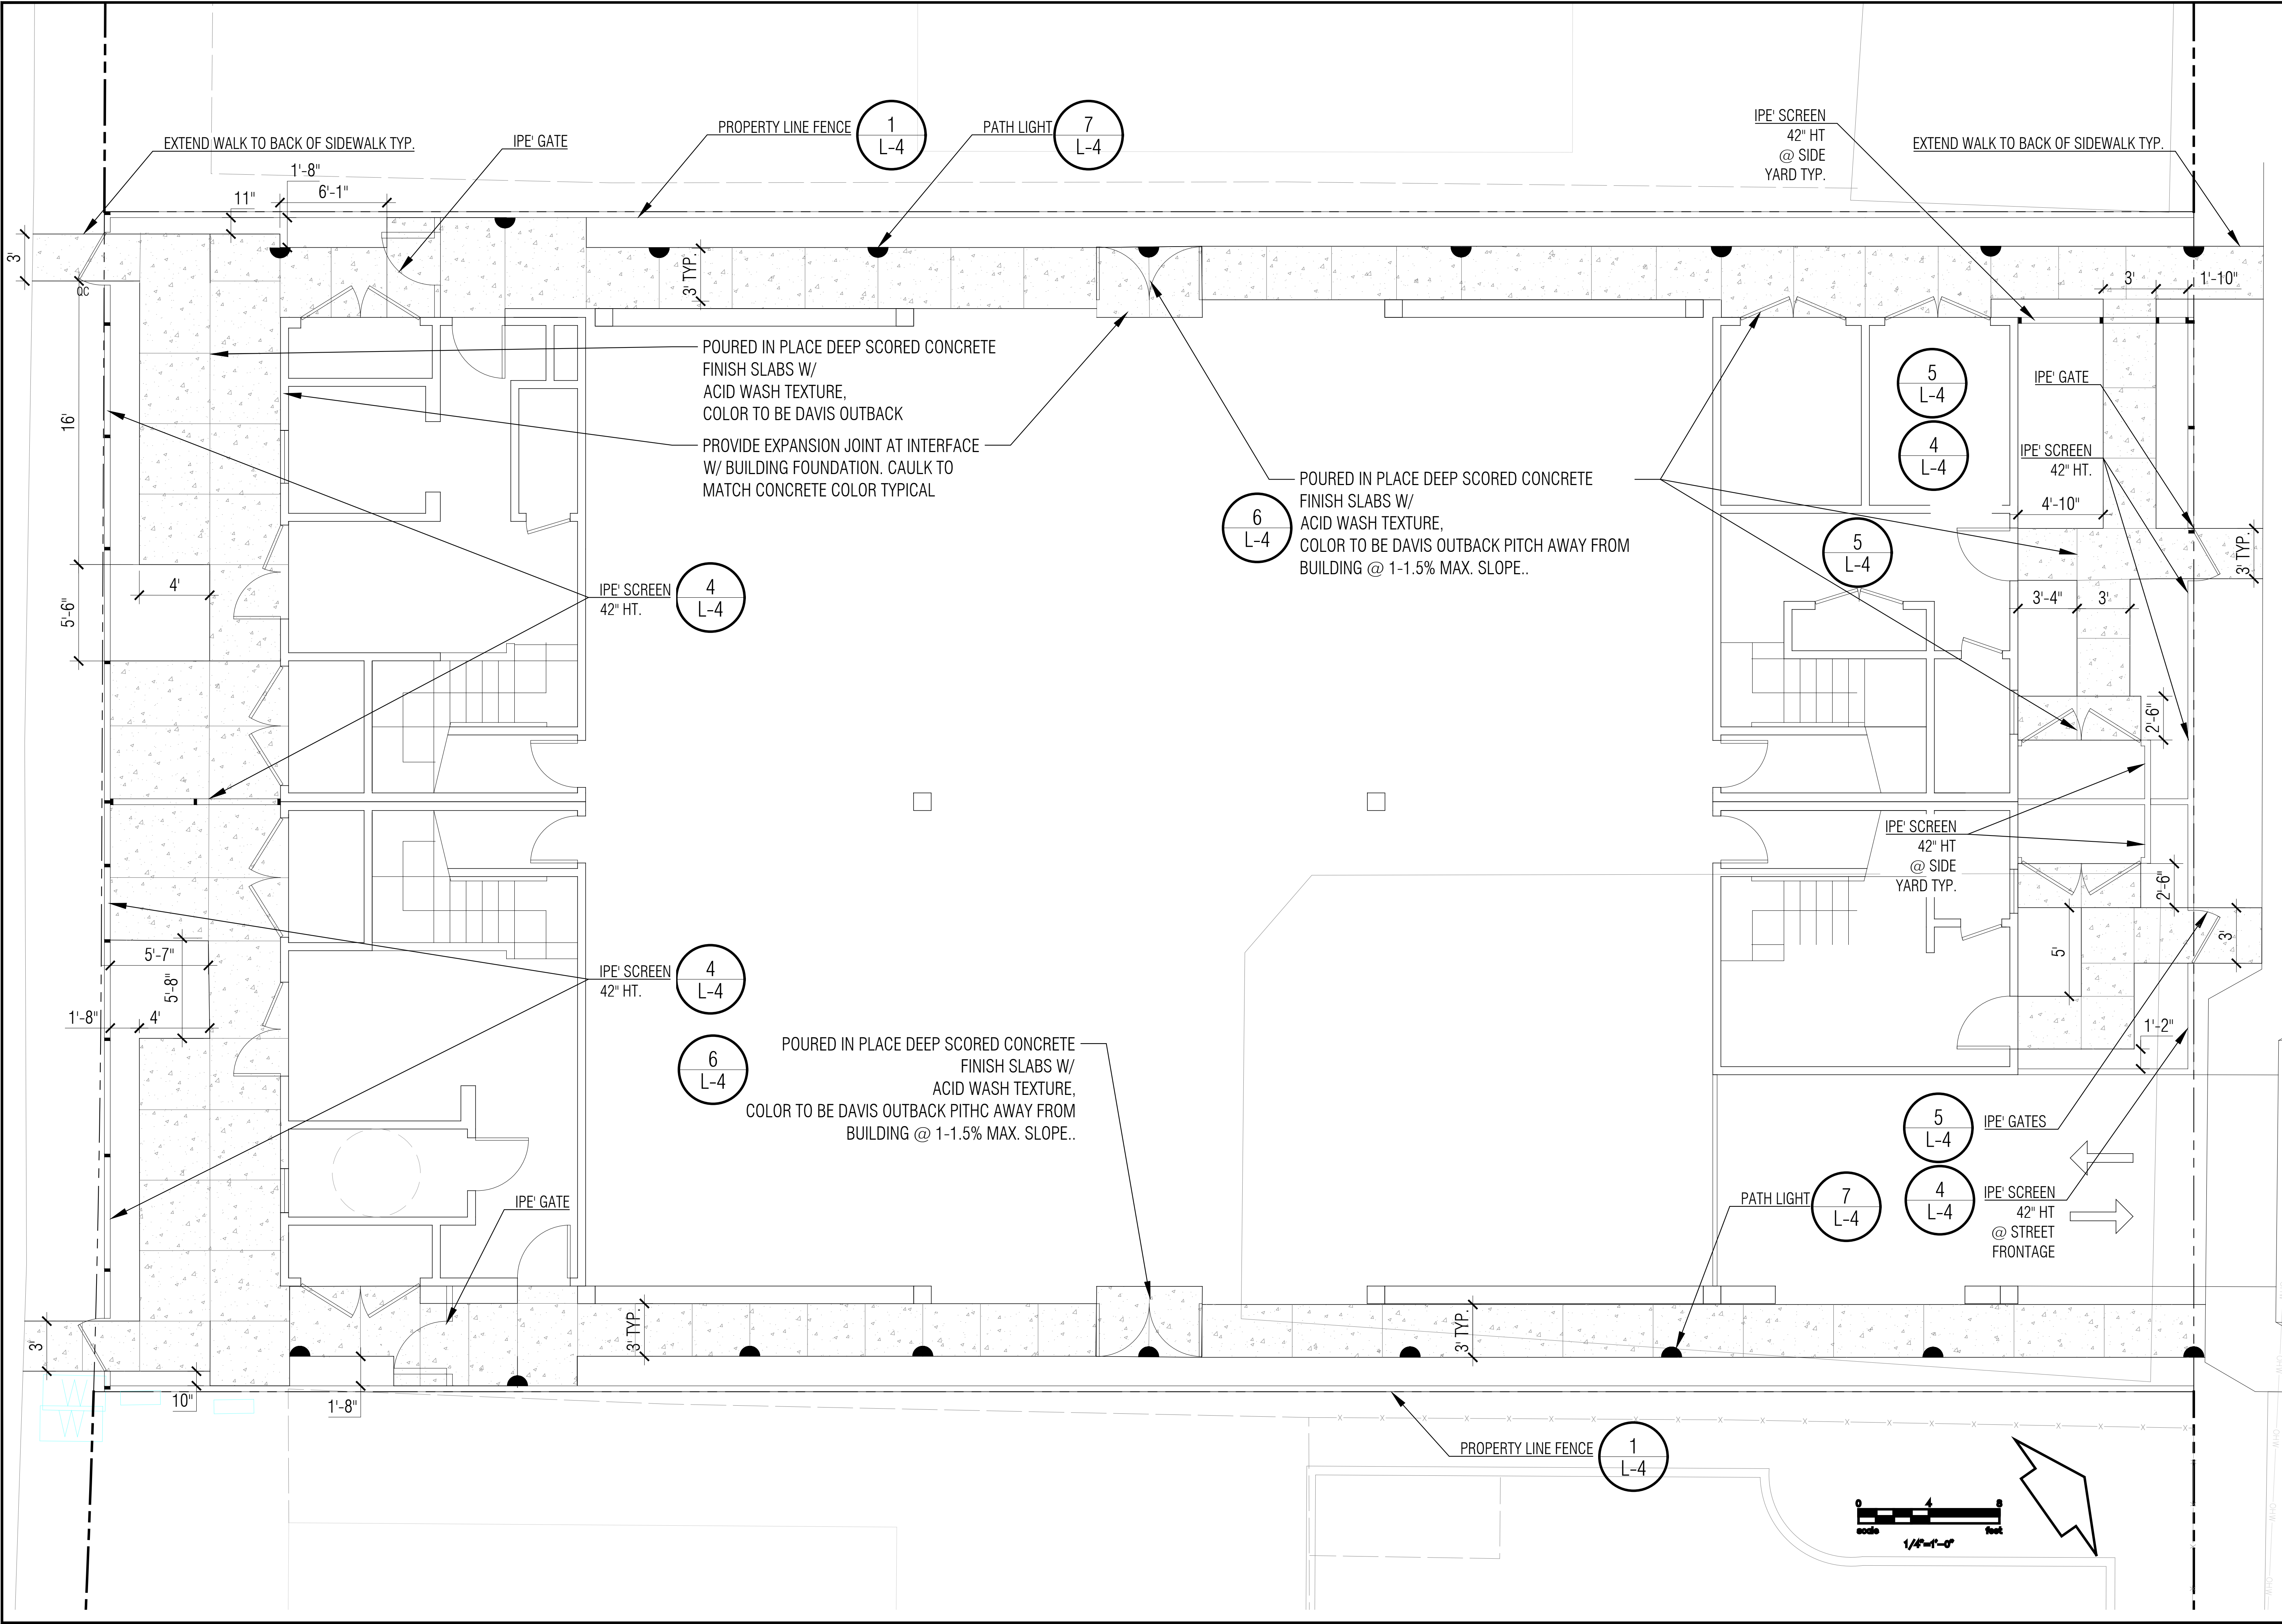 EXTEND WALK TO BACK OF SIDEWALK TYP.
IPE' GATE
PROPERTY LINE FENCE
1
L-4
PATH LIGHT
7
L-4
IPE' SCREEN
42" HT
@ SIDE
YARD TYP.
EXTEND WALK TO BACK OF SIDEWALK TYP.
1'-8"
11"
6'-1"
3'
QC
3' TYP.
3'
1'-10"
POURED IN PLACE DEEP SCORED CONCRETE
FINISH SLABS W/
ACID WASH TEXTURE,
COLOR TO BE DAVIS OUTBACK
PROVIDE EXPANSION JOINT AT INTERFACE
W/ BUILDING FOUNDATION. CAULK TO
MATCH CONCRETE COLOR TYPICAL
16'
5
L-4
4
L-4
IPE' GATE
IPE' SCREEN
42" HT.
4'-10"
6
L-4
POURED IN PLACE DEEP SCORED CONCRETE
FINISH SLABS W/
ACID WASH TEXTURE,
COLOR TO BE DAVIS OUTBACK PITCH AWAY FROM
BUILDING @ 1-1.5% MAX. SLOPE..
5
L-4
3' TYP.
4'
5'-6"
IPE' SCREEN
42" HT.
4
L-4
3'-4"
3'
2'-6"
IPE' SCREEN
42" HT
@ SIDE
YARD TYP.
2'-6"
3'
5'
5'-7"
5'-8"
1'-8"
4'
IPE' SCREEN
42" HT.
4
L-4
6
L-4
POURED IN PLACE DEEP SCORED CONCRETE
FINISH SLABS W/
ACID WASH TEXTURE,
COLOR TO BE DAVIS OUTBACK PITHC AWAY FROM
BUILDING @ 1-1.5% MAX. SLOPE..
1'-2"
5
L-4
IPE' GATES
IPE' GATE
PATH LIGHT
7
L-4
4
L-4
IPE' SCREEN
42" HT
@ STREET
FRONTAGE
3'
3' TYP.
3' TYP.
W
W
10"
1'-8"
PROPERTY LINE FENCE
1
L-4
0 4 8
scale feet
1/4"=1'-0"